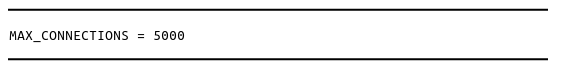 MAX_CONNECTIONS = 5000